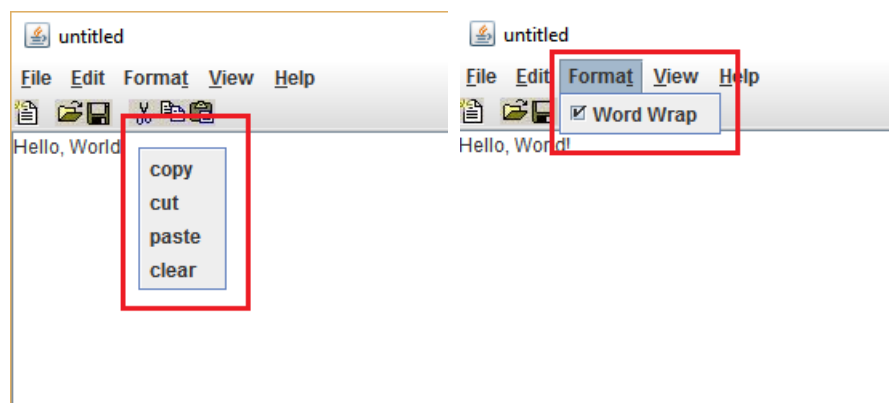 untitled
File Edit Format View Help
Hello, World
copy
cut
paste
clear
untitled
File Edit Format View Help
Word Wrap
Hello, World!